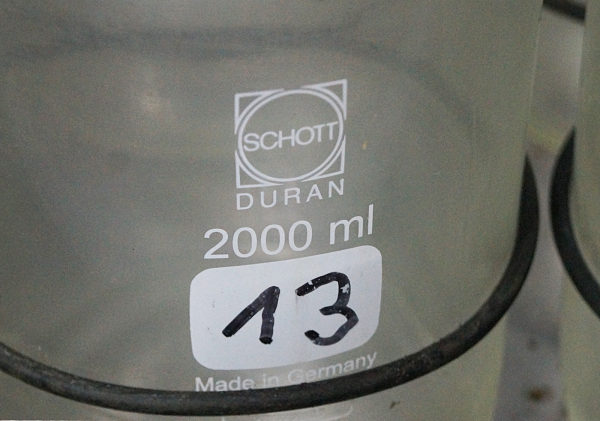 SCHOTT
DURAN
2000 ml
13
Made in Germany